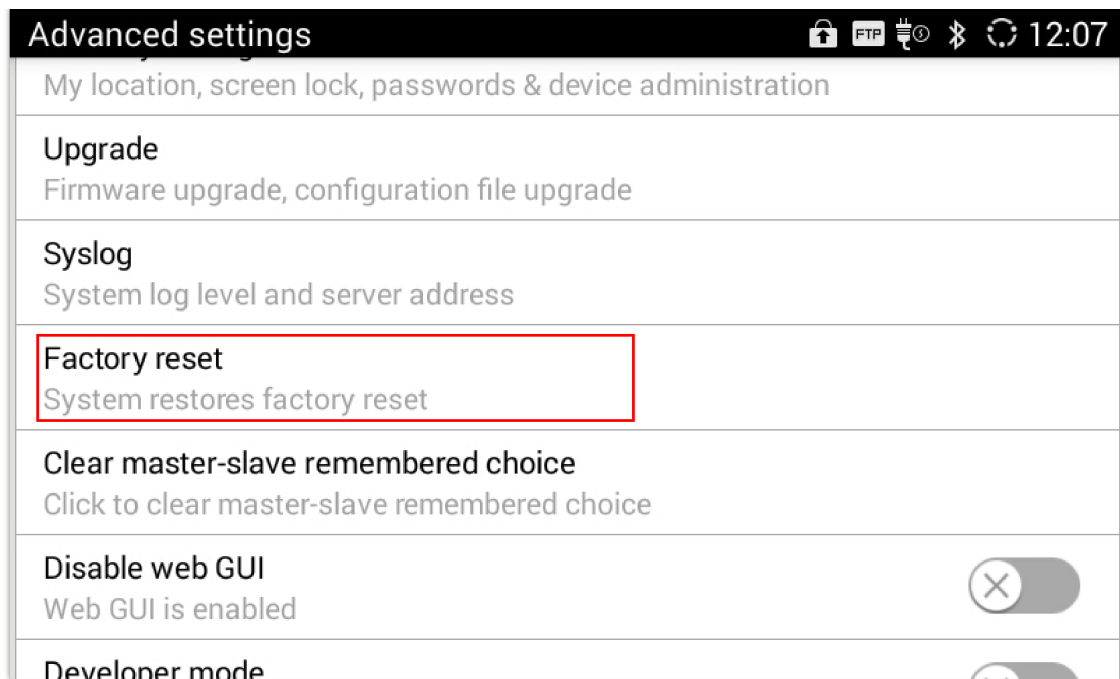 Advanced settings
FTP
12:07
My location, screen lock, passwords & device administration
Upgrade
Firmware upgrade, configuration file upgrade
Syslog
System log level and server address
Factory reset
System restores factory reset
Clear master-slave remembered choice
Click to clear master-slave remembered choice
Disable web GUI
Web GUI is enabled
Developer mode